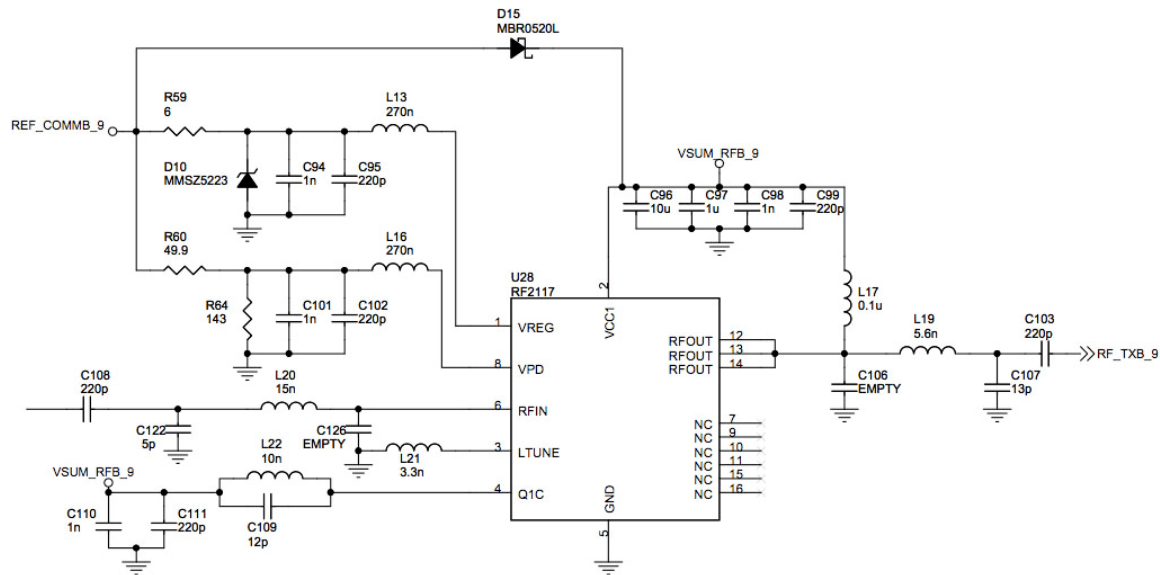 D15
MBR0520L
R59
6
L13
270n
REF_COMMB_9
D10
MMSZ5223
C94
1n
C95
220p
VSUM_RFB_9
C96
10u
C97
1u
C98
1n
C99
220p
R60
49.9
L16
270n
R64
143
C101
1n
C102
220p
U28
RF2117
2
VCC1
L17
0.1u
1
VREG
RFOUT
12
RFOUT
13
RFOUT
14
L19
5.6n
C103
220p
RF_TXB_9
8
VPD
C106
EMPTY
C107
13p
C108
220p
L20
15n
6
RFIN
C122
5p
C126
EMPTY
L21
3.3n
3
LTUNE
NC
7
NC
9
NC
10
NC
11
NC
15
NC
16
VSUM_RFB_9
L22
10n
4
Q1C
C110
1n
C111
220p
C109
12p
GND
5